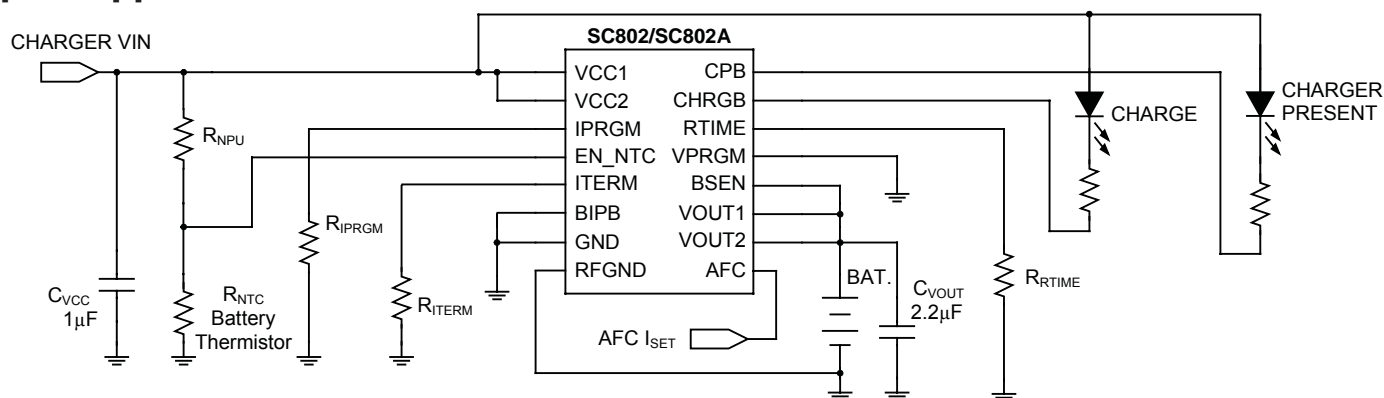 SC802/SC802A
CHARGER VIN
VCC1
VCC2
IPRGM
EN_NTC
ITERM
BIPB
GND
RFGND
CPB
CHRGB
RTIME
VPRGM
BSEN
VOUT1
VOUT2
AFC
CHARGE
CHARGER
PRESENT
RNPU
RIPRGM
RITERM
CVCC
1μF
RNTC
Battery
Thermistor
AFC ISET
BAT.
CVOUT
2.2μF
RRTIME